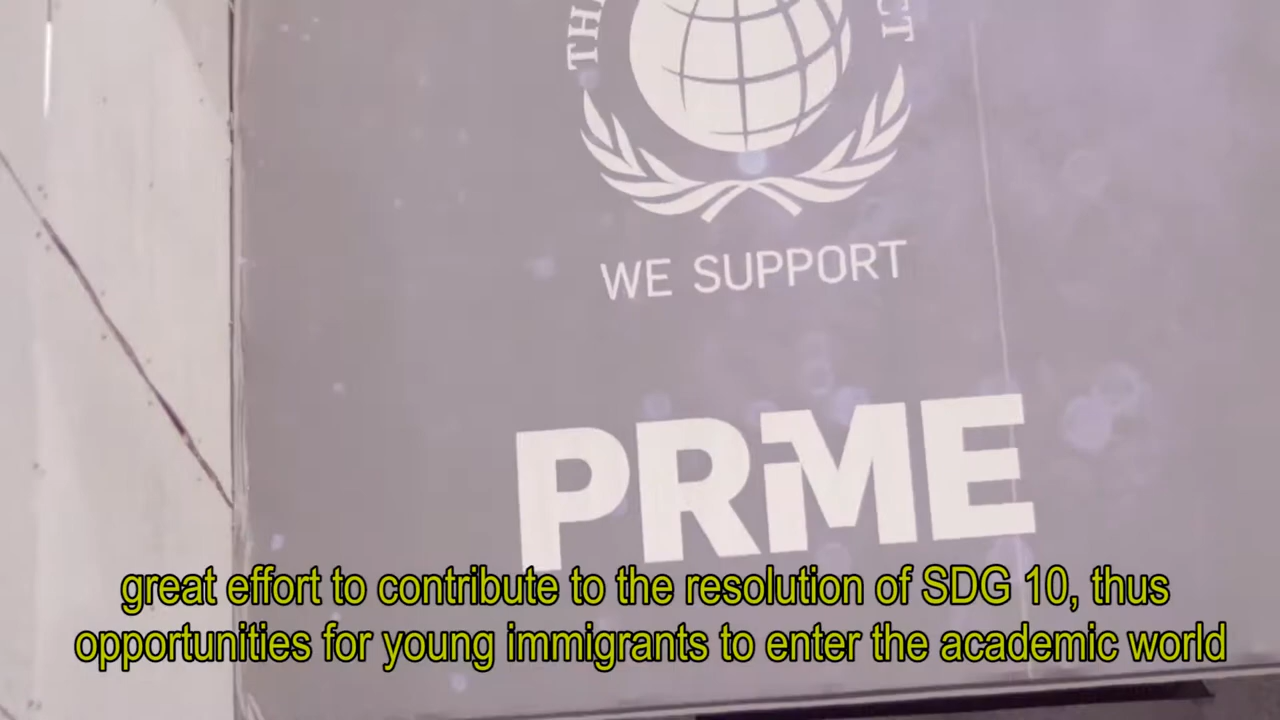 WE SUPPORT
PRiME
great effort to contribute to the resolution of SDG 10, thus
opportunities for young immigrants to enter the academic world